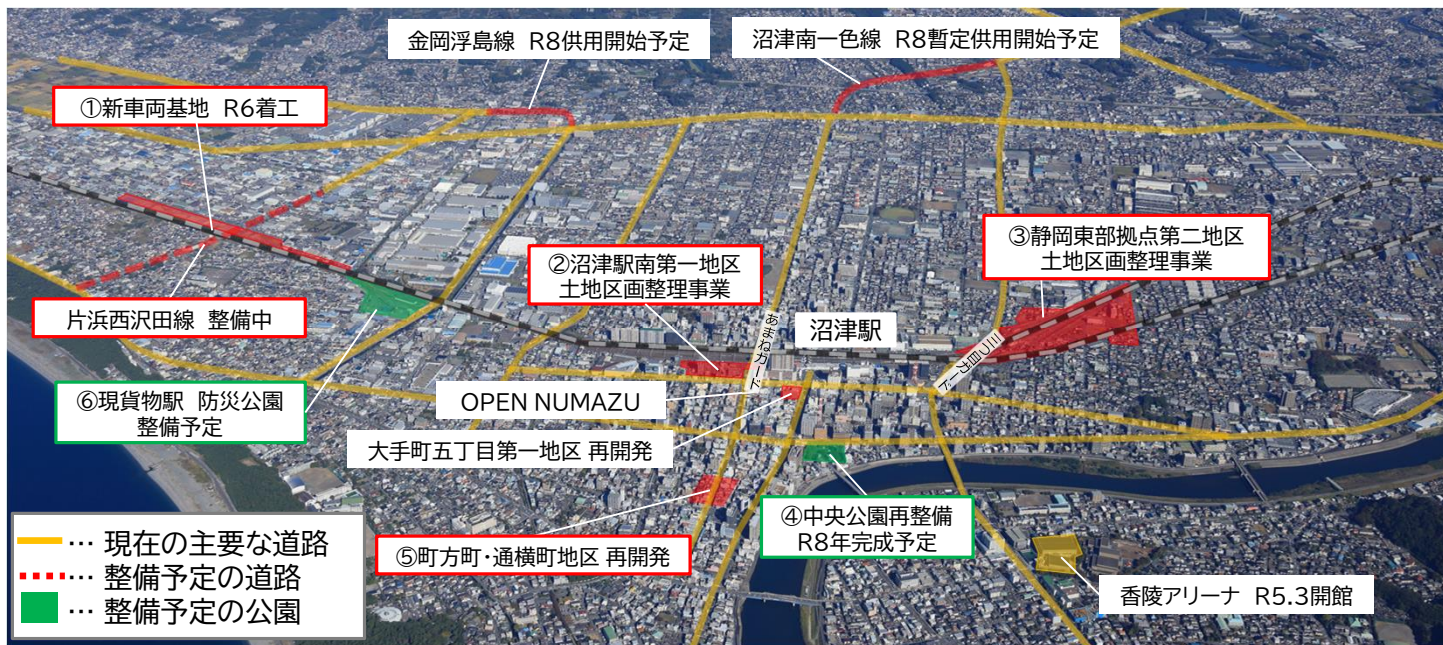 金岡浮島線 R8供用開始予定
沼津南一色線 R8暫定供用開始予定
①新車両基地 R6着工
③静岡東部拠点第二地区
土地区画整理事業
②沼津駅南第一地区
土地区画整理事業
片浜西沢田線 整備中
あまねガード
沼津駅
三つ目ガード
⑥現貨物駅 防災公園
整備予定
OPEN NUMAZU
大手町五丁目第一地区 再開発
④中央公園再整備
R8年完成予定
⑤町方町・通横町地区 再開発
香陵アリーナ R5.3開館
… 現在の主要な道路
… 整備予定の道路
… 整備予定の公園